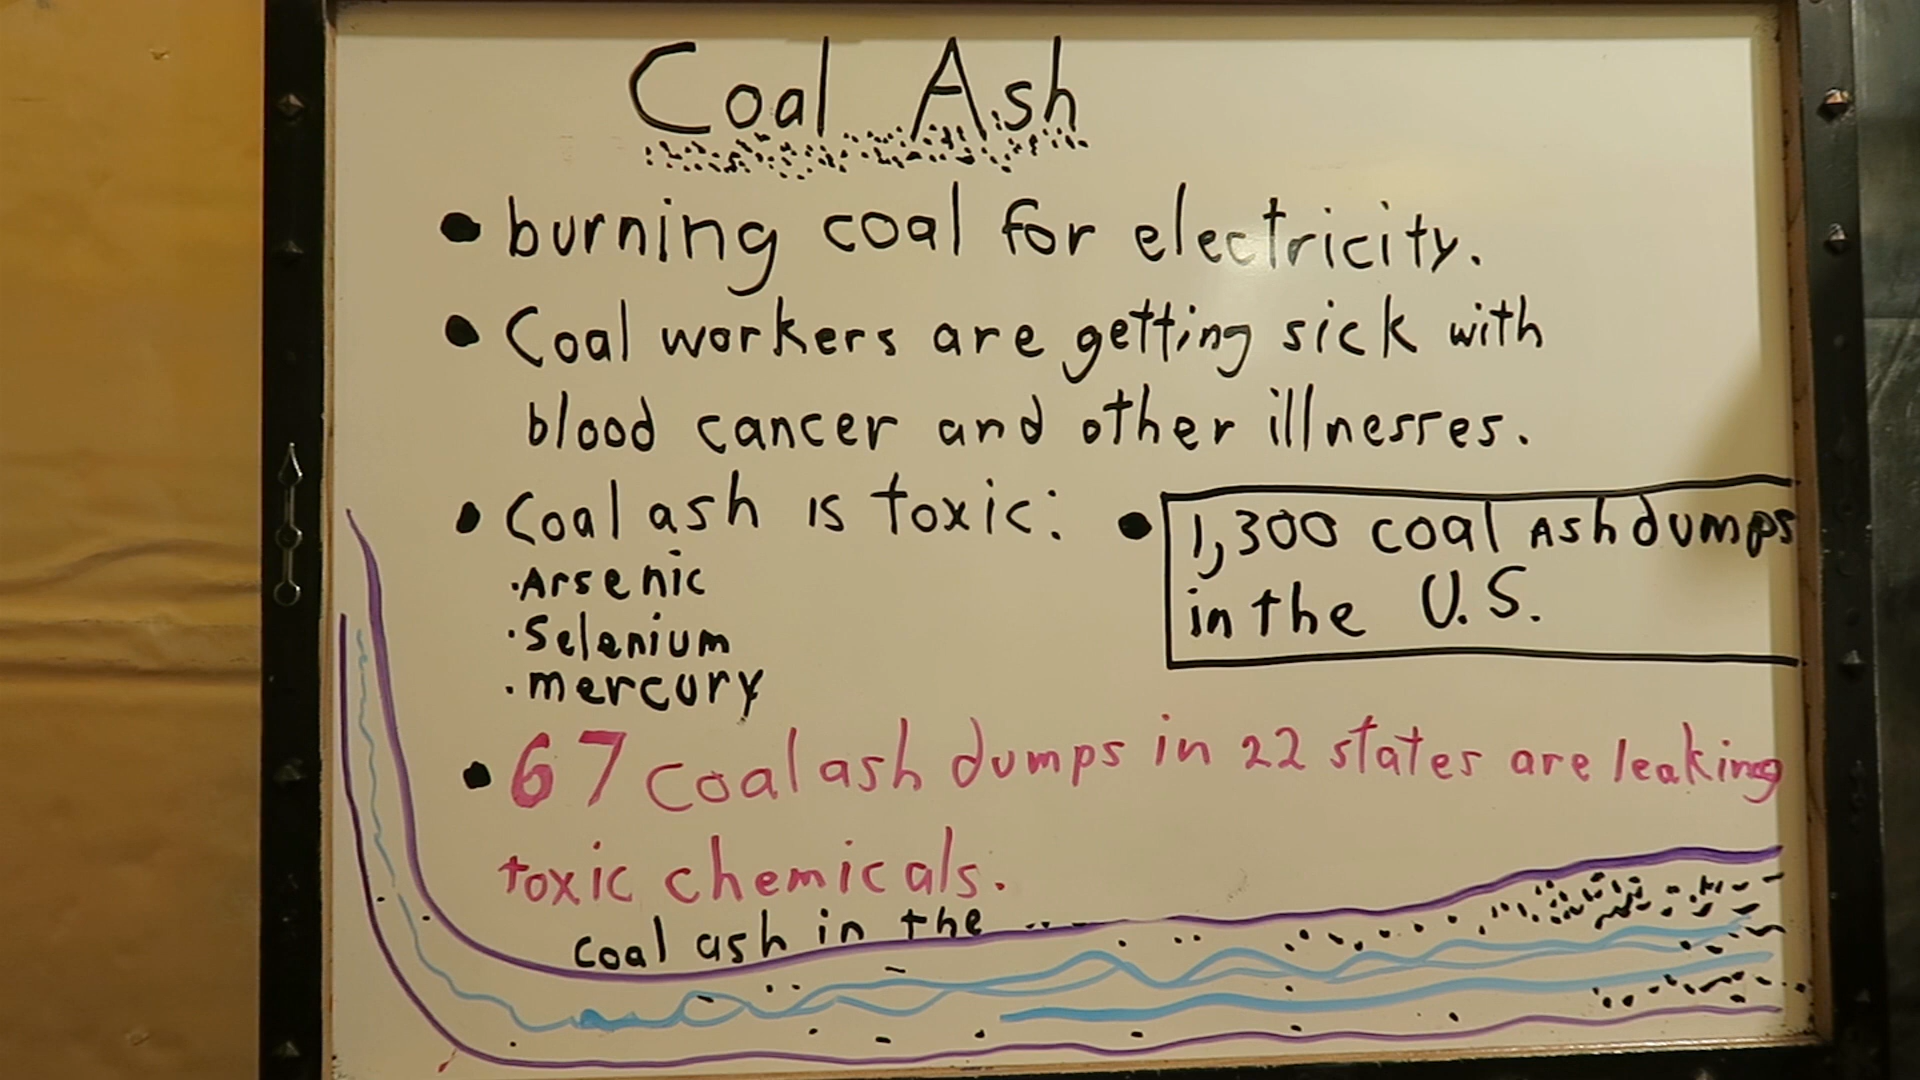 Coal Ash
• burning coal for electricity.
• Coal workers are getting sick with
blood cancer and other illnesses.
• Coal ash is toxic:
· Arsenic
· Selenium
· mercury
• 1,300 coal Ash dumps
in the U.S.
• 67 coal ash dumps in 22 states are leaking
toxic chemicals.
coal ash in the ....